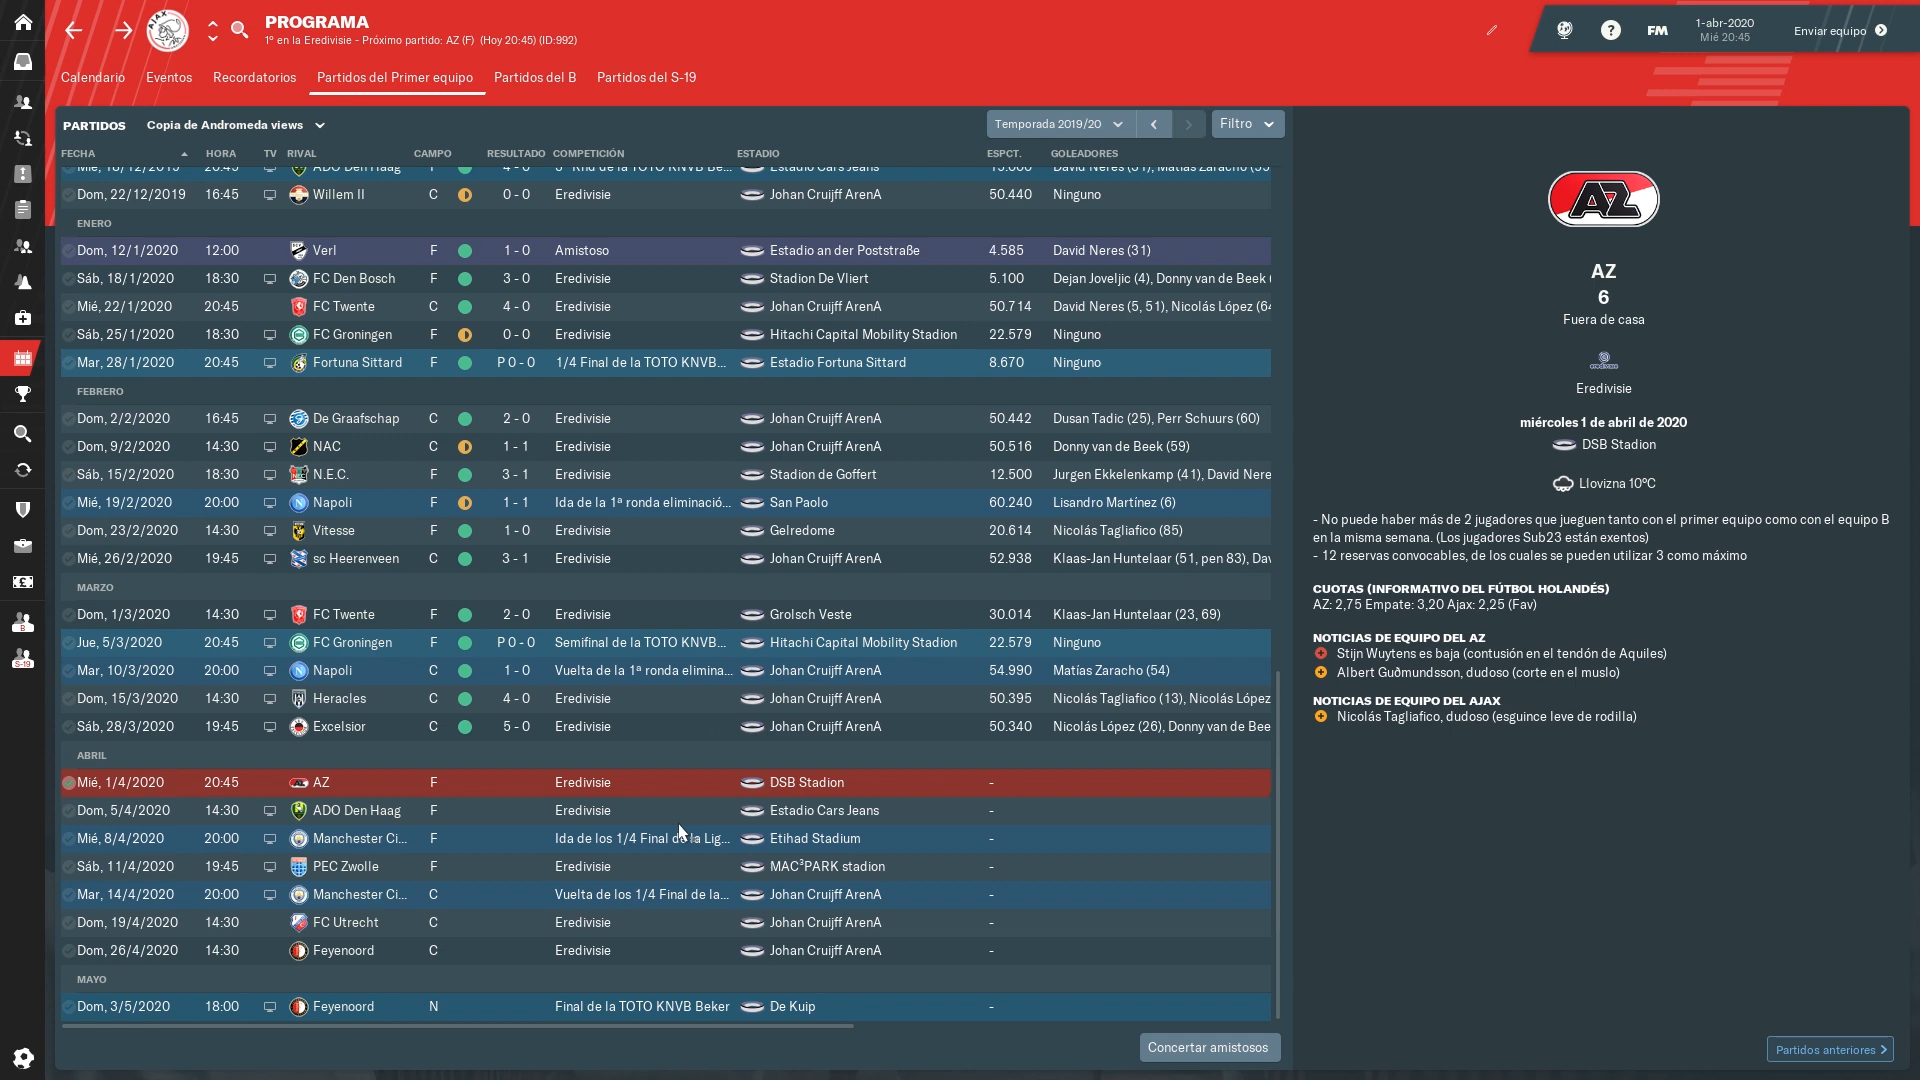 PROGRAMA
1º en la Eredivisie - Próximo partido: AZ (F) (Hoy 20:45) (ID:992)
FM
1-abr-2020
Mié 20:45
Enviar equipo
Calendario Eventos Recordatorios Partidos del Primer equipo Partidos del B Partidos del S-19
PARTIDOS Copia de Andromeda views Temporada 2019/20 Filtro
FECHA HORA TV RIVAL CAMPO RESULTADO COMPETICIÓN ESTADIO ESPCT. GOLEADORES
Dom, 22/12/2019 16:45 Willem II C 0 - 0 Eredivisie Johan Cruijff ArenA 50.440 Ninguno
ENERO
Dom, 12/1/2020 12:00 Verl F 1 - 0 Amistoso Estadio an der Poststraße 4.585 David Neres (31)
Sáb, 18/1/2020 18:30 FC Den Bosch F 3 - 0 Eredivisie Stadion De Vliert 5.100 Dejan Joveljic (4), Donny van de Beek (
Mié, 22/1/2020 20:45 FC Twente C 4 - 0 Eredivisie Johan Cruijff ArenA 50.714 David Neres (5, 51), Nicolás López (64
Sáb, 25/1/2020 18:30 FC Groningen F 0 - 0 Eredivisie Hitachi Capital Mobility Stadion 22.579 Ninguno
Mar, 28/1/2020 20:45 Fortuna Sittard F P 0 - 0 1/4 Final de la TOTO KNVB... Estadio Fortuna Sittard 8.670 Ninguno
FEBRERO
Dom, 2/2/2020 16:45 De Graafschap C 2 - 0 Eredivisie Johan Cruijff ArenA 50.442 Dusan Tadic (25), Perr Schuurs (60)
Dom, 9/2/2020 14:30 NAC C 1 - 1 Eredivisie Johan Cruijff ArenA 50.516 Donny van de Beek (59)
Sáb, 15/2/2020 18:30 N.E.C. F 3 - 1 Eredivisie Stadion de Goffert 12.500 Jurgen Ekkelenkamp (41), David Nere
Mié, 19/2/2020 20:00 Napoli F 1 - 1 Ida de la 1ª ronda eliminació... San Paolo 60.240 Lisandro Martínez (6)
Dom, 23/2/2020 14:30 Vitesse F 1 - 0 Eredivisie Gelredome 20.614 Nicolás Tagliafico (85)
Mié, 26/2/2020 19:45 sc Heerenveen C 3 - 1 Eredivisie Johan Cruijff ArenA 52.938 Klaas-Jan Huntelaar (51, pen 83), Dav
MARZO
Dom, 1/3/2020 14:30 FC Twente F 2 - 0 Eredivisie Grolsch Veste 30.014 Klaas-Jan Huntelaar (23, 69)
Jue, 5/3/2020 20:45 FC Groningen F P 0 - 0 Semifinal de la TOTO KNVB... Hitachi Capital Mobility Stadion 22.579 Ninguno
Mar, 10/3/2020 20:00 Napoli C 1 - 0 Vuelta de la 1ª ronda elimina... Johan Cruijff ArenA 54.990 Matías Zaracho (54)
Dom, 15/3/2020 14:30 Heracles C 4 - 0 Eredivisie Johan Cruijff ArenA 50.395 Nicolás Tagliafico (13), Nicolás López
Sáb, 28/3/2020 19:45 Excelsior C 5 - 0 Eredivisie Johan Cruijff ArenA 50.340 Nicolás López (26), Donny van de Bee
ABRIL
Mié, 1/4/2020 20:45 AZ F Eredivisie DSB Stadion -
Dom, 5/4/2020 14:30 ADO Den Haag F Eredivisie Estadio Cars Jeans -
Mié, 8/4/2020 20:00 Manchester Ci... F Ida de los 1/4 Final de la Lig... Etihad Stadium -
Sáb, 11/4/2020 19:45 PEC Zwolle F Eredivisie MAC³PARK stadion -
Mar, 14/4/2020 20:00 Manchester Ci... C Vuelta de los 1/4 Final de la... Johan Cruijff ArenA -
Dom, 19/4/2020 14:30 FC Utrecht C Eredivisie Johan Cruijff ArenA -
Dom, 26/4/2020 14:30 Feyenoord C Eredivisie Johan Cruijff ArenA -
MAYO
Dom, 3/5/2020 18:00 Feyenoord N Final de la TOTO KNVB Beker De Kuip -
Concertar amistosos
AZ
AZ
6
Fuera de casa
Eredivisie
miércoles 1 de abril de 2020
DSB Stadion
Llovizna 10ºC
- No puede haber más de 2 jugadores que jueguen tanto con el primer equipo como con el equipo B
en la misma semana. (Los jugadores Sub23 están exentos)
- 12 reservas convocables, de los cuales se pueden utilizar 3 como máximo
CUOTAS (INFORMATIVO DEL FÚTBOL HOLANDÉS)
AZ: 2,75 Empate: 3,20 Ajax: 2,25 (Fav)
NOTICIAS DE EQUIPO DEL AZ
Stijn Wuytens es baja (contusión en el tendón de Aquiles)
Albert Guðmundsson, dudoso (corte en el muslo)
NOTICIAS DE EQUIPO DEL AJAX
Nicolás Tagliafico, dudoso (esguince leve de rodilla)
Partidos anteriores
B
S-19